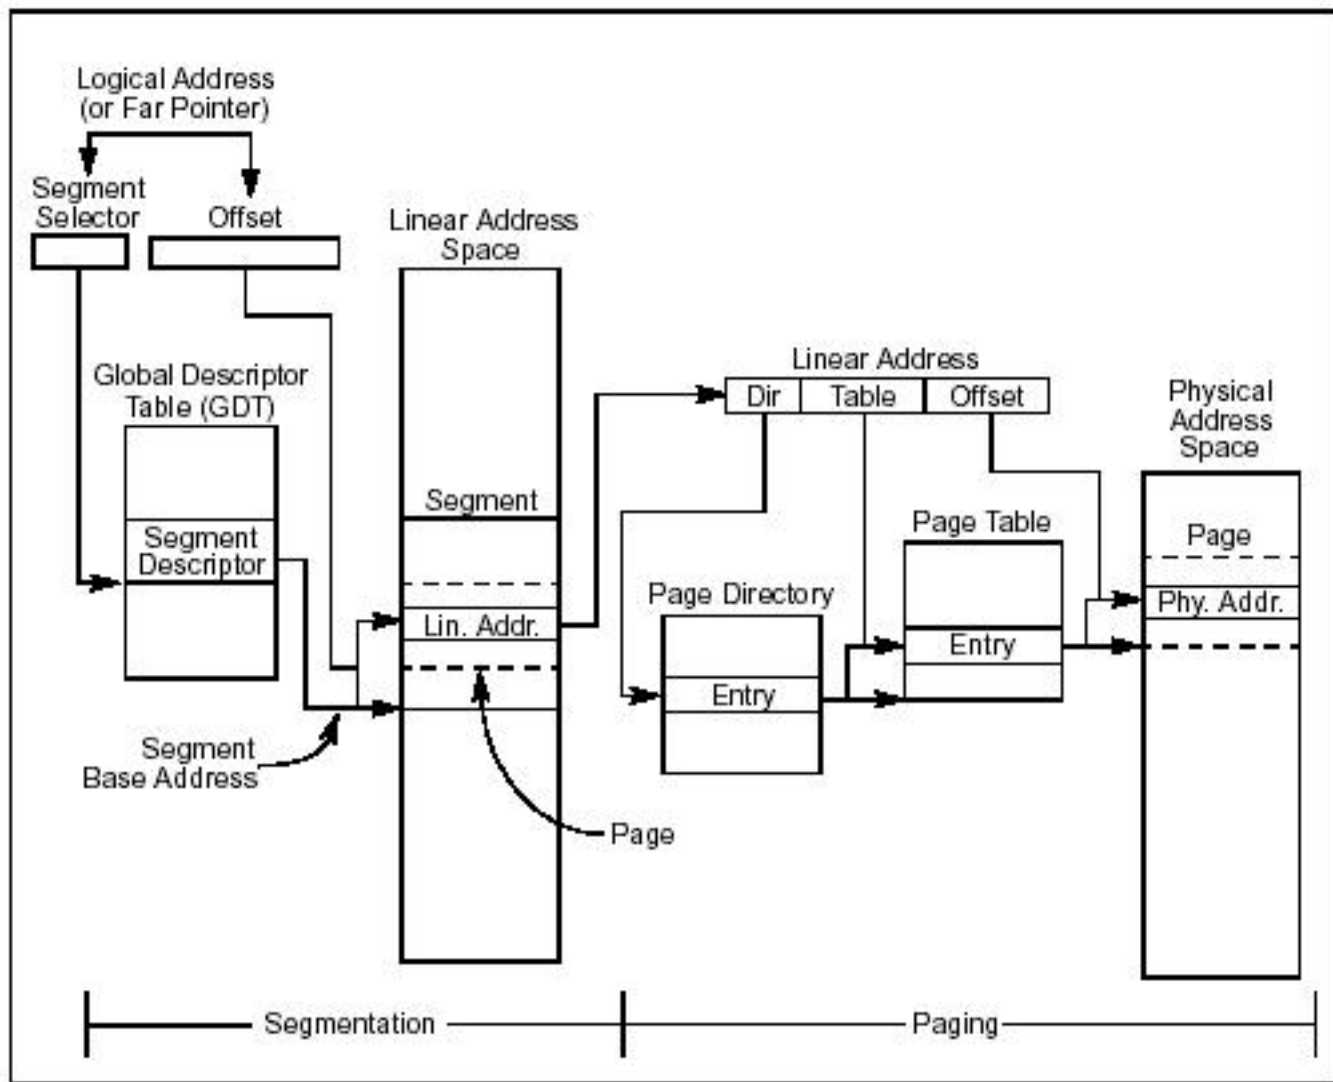 Logical Address
(or Far Pointer)
Segment
Selector
Offset
Linear Address
Space
Global Descriptor
Table (GDT)
Segment
Descriptor
Segment
Lin. Addr.
Segment
Base Address
Page
Linear Address
Dir
Table
Offset
Page Directory
Entry
Page Table
Entry
Physical
Address
Space
Page
Phy. Addr.
Segmentation
Paging